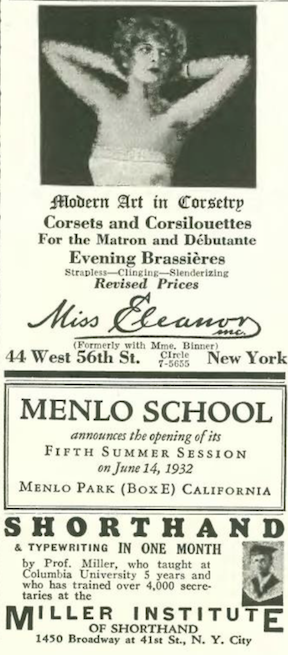 Modern Art in Corsetry
Corsets and Corsilouettes
For the Matron and Débutante
Evening Brassières
Strapless—Clinging—Slenderizing
Revised Prices
Miss Eleanor inc.
(Formerly with Mme. Binner)
44 West 56th St. CIrcle 7-5655 New York
MENLO SCHOOL
announces the opening of its
FIFTH SUMMER SESSION
on June 14, 1932
MENLO PARK (BOX E) CALIFORNIA
SHORTHAND
& TYPEWRITING IN ONE MONTH
by Prof. Miller, who taught at
Columbia University 5 years and
who has trained over 4,000 secre-
taries at the
MILLER INSTITUTE
OF SHORTHAND
1450 Broadway at 41st St., N. Y. City